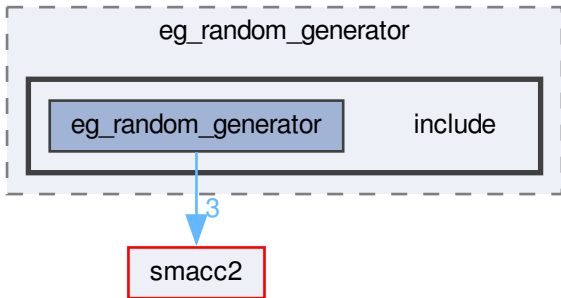 eg_random_generator
eg_random_generator
include
3
smacc2